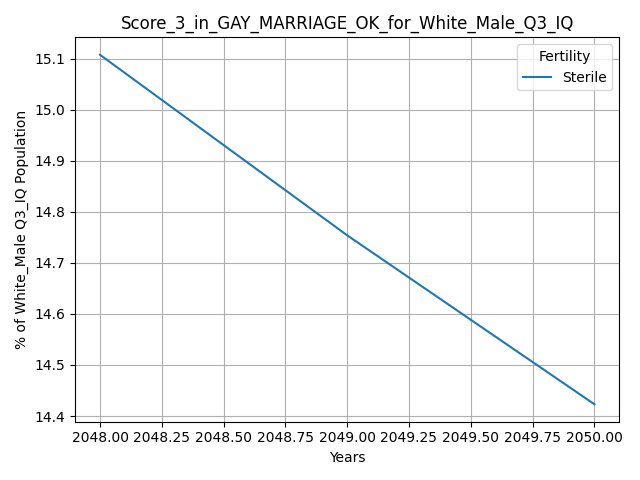 Score_3_in_GAY_MARRIAGE_OK_for_White_Male_Q3_IQ
Fertility
Sterile
% of White_Male Q3_IQ Population
15.1
15.0
14.9
14.8
14.7
14.6
14.5
14.4
2048.00 2048.25 2048.50 2048.75 2049.00 2049.25 2049.50 2049.75 2050.00
Years